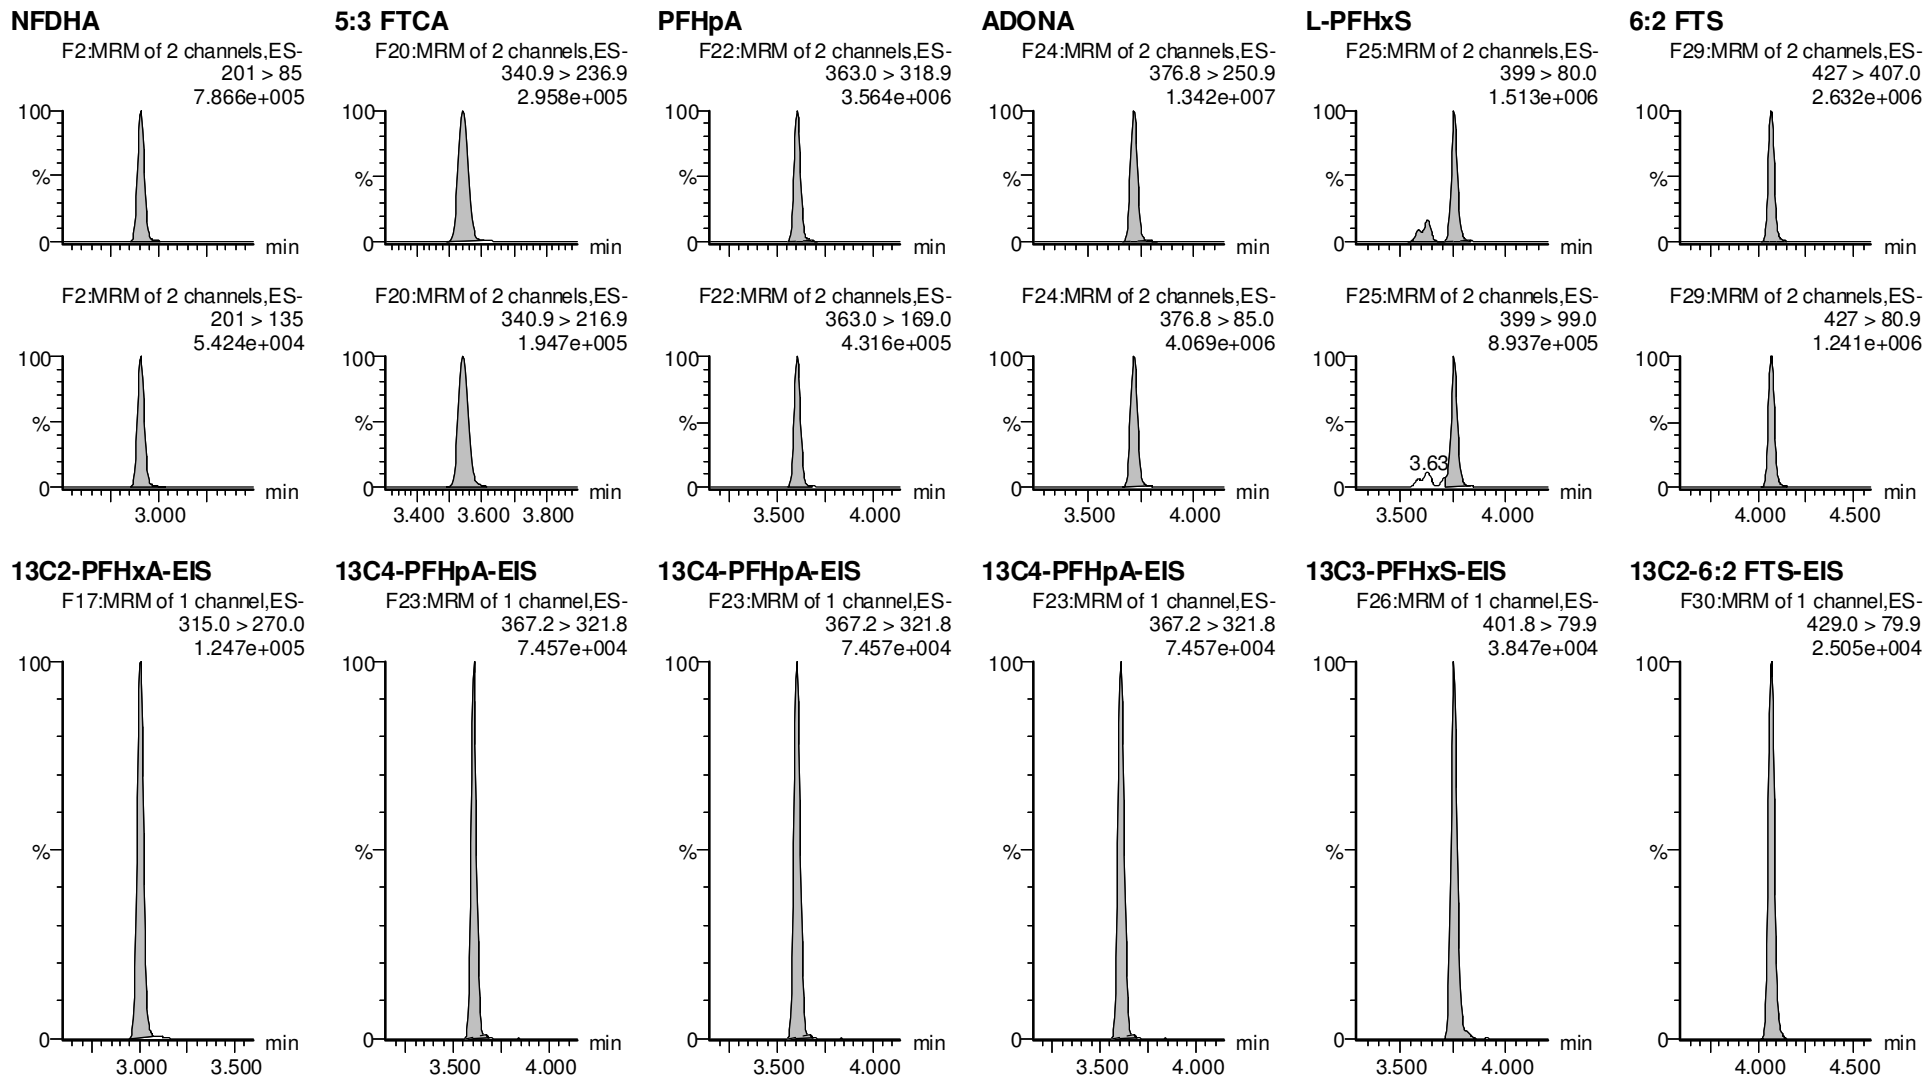 NFDHA
F2:MRM of 2 channels,ES-
201 > 85
7.866e+005
100
%
0
min
F2:MRM of 2 channels,ES-
201 > 135
5.424e+004
100
%
0
min
3.000
13C2-PFHxA-EIS
F17:MRM of 1 channel,ES-
315.0 > 270.0
1.247e+005
100
%
0
min
3.000 3.500
5:3 FTCA
F20:MRM of 2 channels,ES-
340.9 > 236.9
2.958e+005
100
%
0
min
F20:MRM of 2 channels,ES-
340.9 > 216.9
1.947e+005
100
%
0
min
3.400 3.600 3.800
13C4-PFHpA-EIS
F23:MRM of 1 channel,ES-
367.2 > 321.8
7.457e+004
100
%
0
min
3.500 4.000
PFHpA
F22:MRM of 2 channels,ES-
363.0 > 318.9
3.564e+006
100
%
0
min
F22:MRM of 2 channels,ES-
363.0 > 169.0
4.316e+005
100
%
0
min
3.500 4.000
13C4-PFHpA-EIS
F23:MRM of 1 channel,ES-
367.2 > 321.8
7.457e+004
100
%
0
min
3.500 4.000
ADONA
F24:MRM of 2 channels,ES-
376.8 > 250.9
1.342e+007
100
%
0
min
F24:MRM of 2 channels,ES-
376.8 > 85.0
4.069e+006
100
%
0
min
3.500 4.000
13C4-PFHpA-EIS
F23:MRM of 1 channel,ES-
367.2 > 321.8
7.457e+004
100
%
0
min
3.500 4.000
L-PFHxS
F25:MRM of 2 channels,ES-
399 > 80.0
1.513e+006
100
%
0
min
F25:MRM of 2 channels,ES-
399 > 99.0
8.937e+005
100
%
3.63
0
min
3.500 4.000
13C3-PFHxS-EIS
F26:MRM of 1 channel,ES-
401.8 > 79.9
3.847e+004
100
%
0
min
3.500 4.000
6:2 FTS
F29:MRM of 2 channels,ES-
427 > 407.0
2.632e+006
100
%
0
min
F29:MRM of 2 channels,ES-
427 > 80.9
1.241e+006
100
%
0
min
4.000 4.500
13C2-6:2 FTS-EIS
F30:MRM of 1 channel,ES-
429.0 > 79.9
2.505e+004
100
%
0
min
4.000 4.500